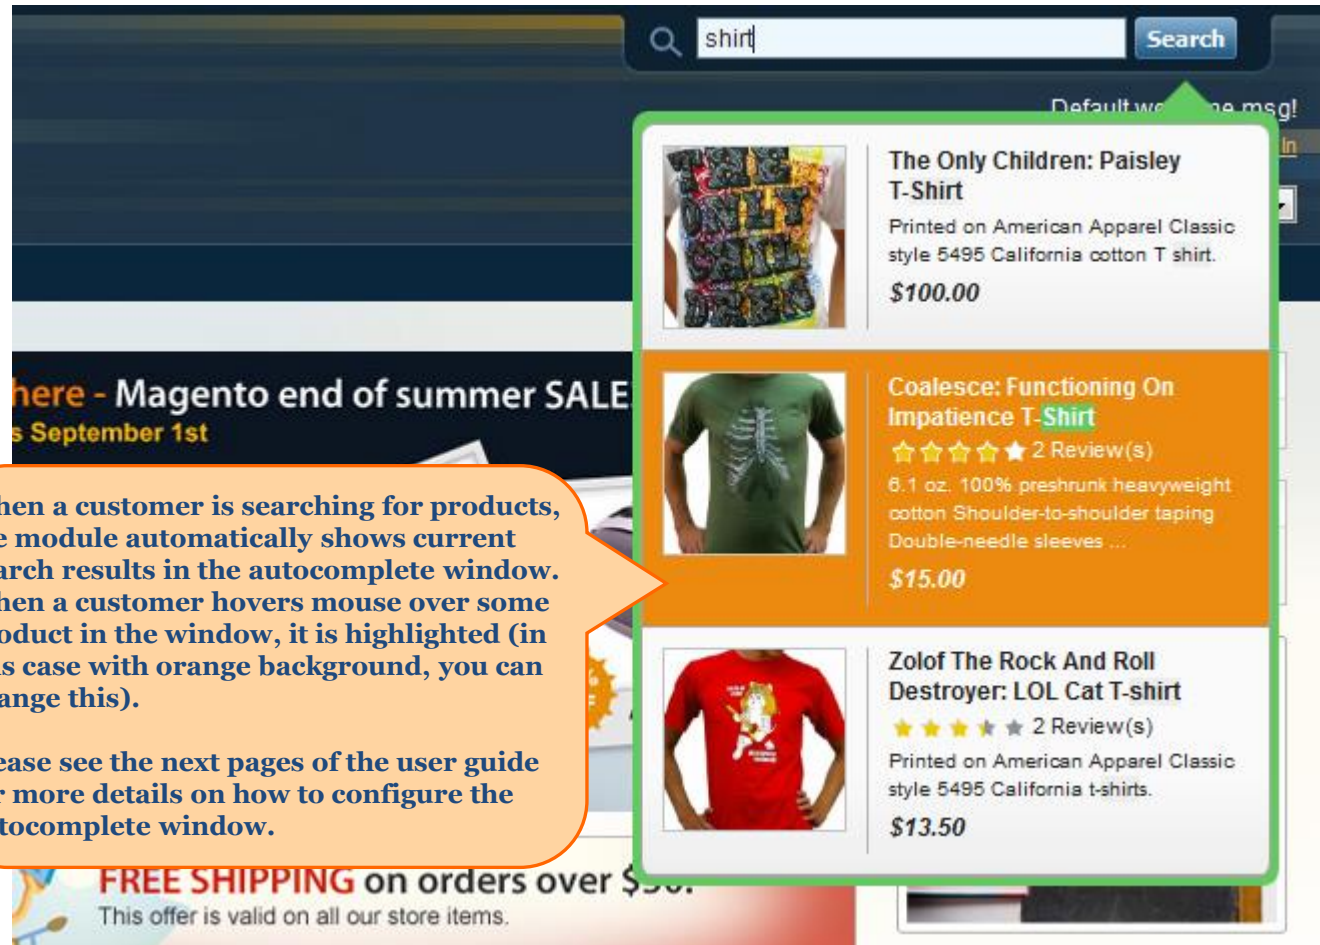 shirt
Search
Default we me msg!
In
The Only Children: Paisley
T-Shirt
Printed on American Apparel Classic
style 5495 California cotton T shirt.
$100.00
THE
ONLY
CHILD
REN
here - Magento end of summer SALE
s September 1st
Coalesce: Functioning On
Impatience T-Shirt
2 Review(s)
6.1 oz. 100% preshrunk heavyweight
cotton Shoulder-to-shoulder taping
Double-needle sleeves ...
$15.00
hen a customer is searching for products,
e module automatically shows current
arch results in the autocomplete window.
hen a customer hovers mouse over some
oduct in the window, it is highlighted (in
is case with orange background, you can
ange this).
ease see the next pages of the user guide
r more details on how to configure the
tocomplete window.
Zolof The Rock And Roll
Destroyer: LOL Cat T-shirt
2 Review(s)
Printed on American Apparel Classic
style 5495 California t-shirts.
$13.50
FREE SHIPPING on orders over
This offer is valid on all our store items.